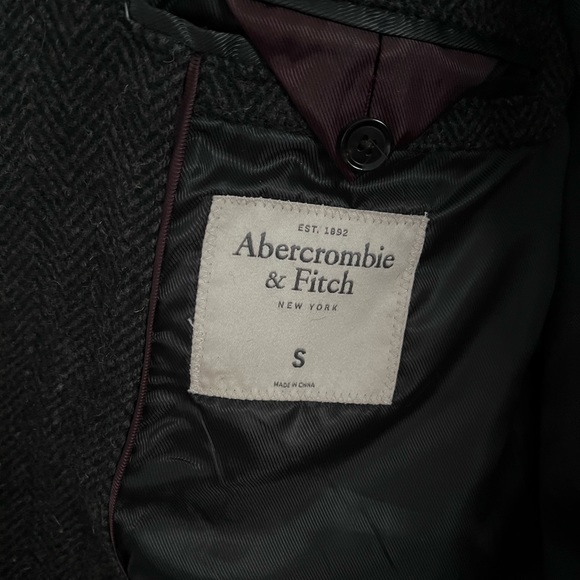 EST. 1892
Abercrombie
& Fitch
NEW YORK
S
MADE IN CHINA